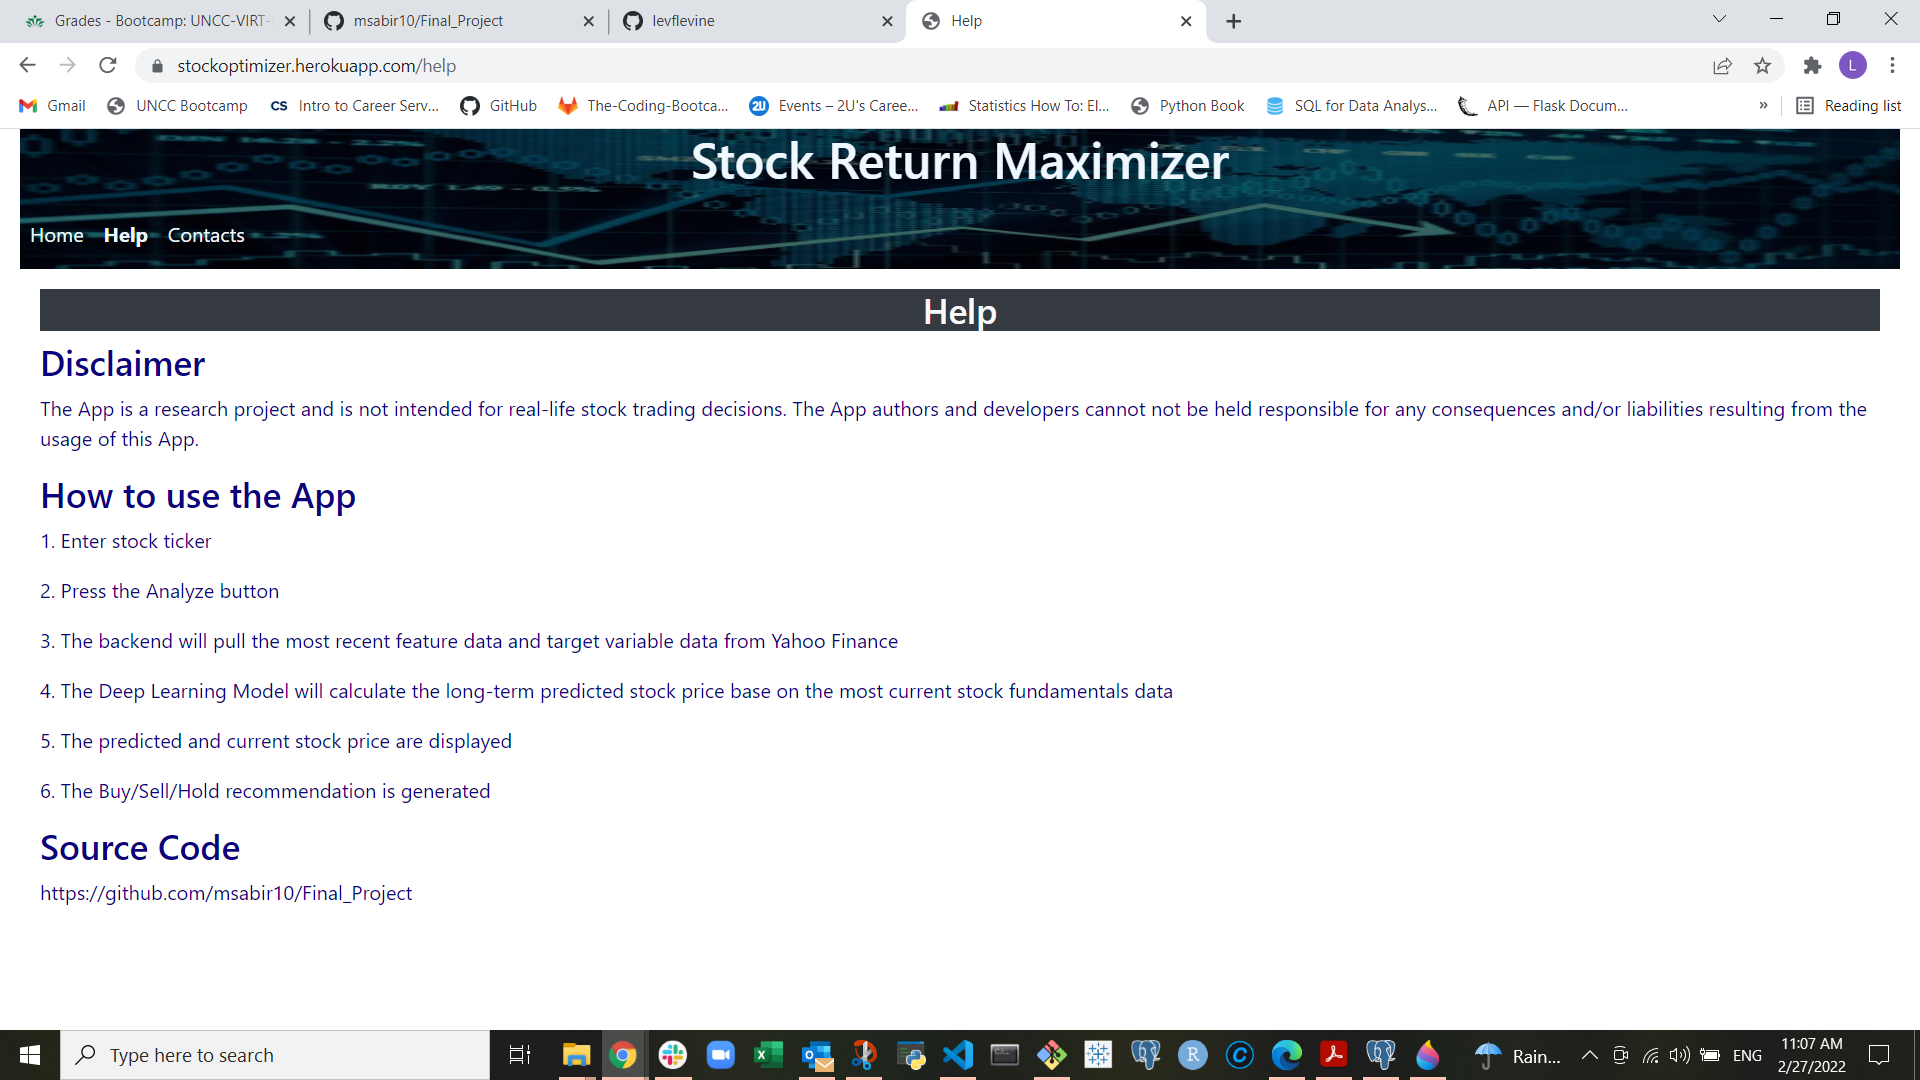 Grades - Bootcamp: UNCC-VIRT-
msabir10/Final_Project
levflevine
Help
stockoptimizer.herokuapp.com/help
L
Gmail
UNCC Bootcamp
CS Intro to Career Serv...
GitHub
The-Coding-Bootca...
2U Events – 2U's Caree...
Statistics How To: El...
Python Book
SQL for Data Analys...
API — Flask Docum...
»
Reading list
Stock Return Maximizer
Home Help Contacts
Help
Disclaimer
The App is a research project and is not intended for real-life stock trading decisions. The App authors and developers cannot not be held responsible for any consequences and/or liabilities resulting from the
usage of this App.
How to use the App
1. Enter stock ticker
2. Press the Analyze button
3. The backend will pull the most recent feature data and target variable data from Yahoo Finance
4. The Deep Learning Model will calculate the long-term predicted stock price base on the most current stock fundamentals data
5. The predicted and current stock price are displayed
6. The Buy/Sell/Hold recommendation is generated
Source Code
https://github.com/msabir10/Final_Project
Type here to search
Rain...
ENG
11:07 AM
2/27/2022